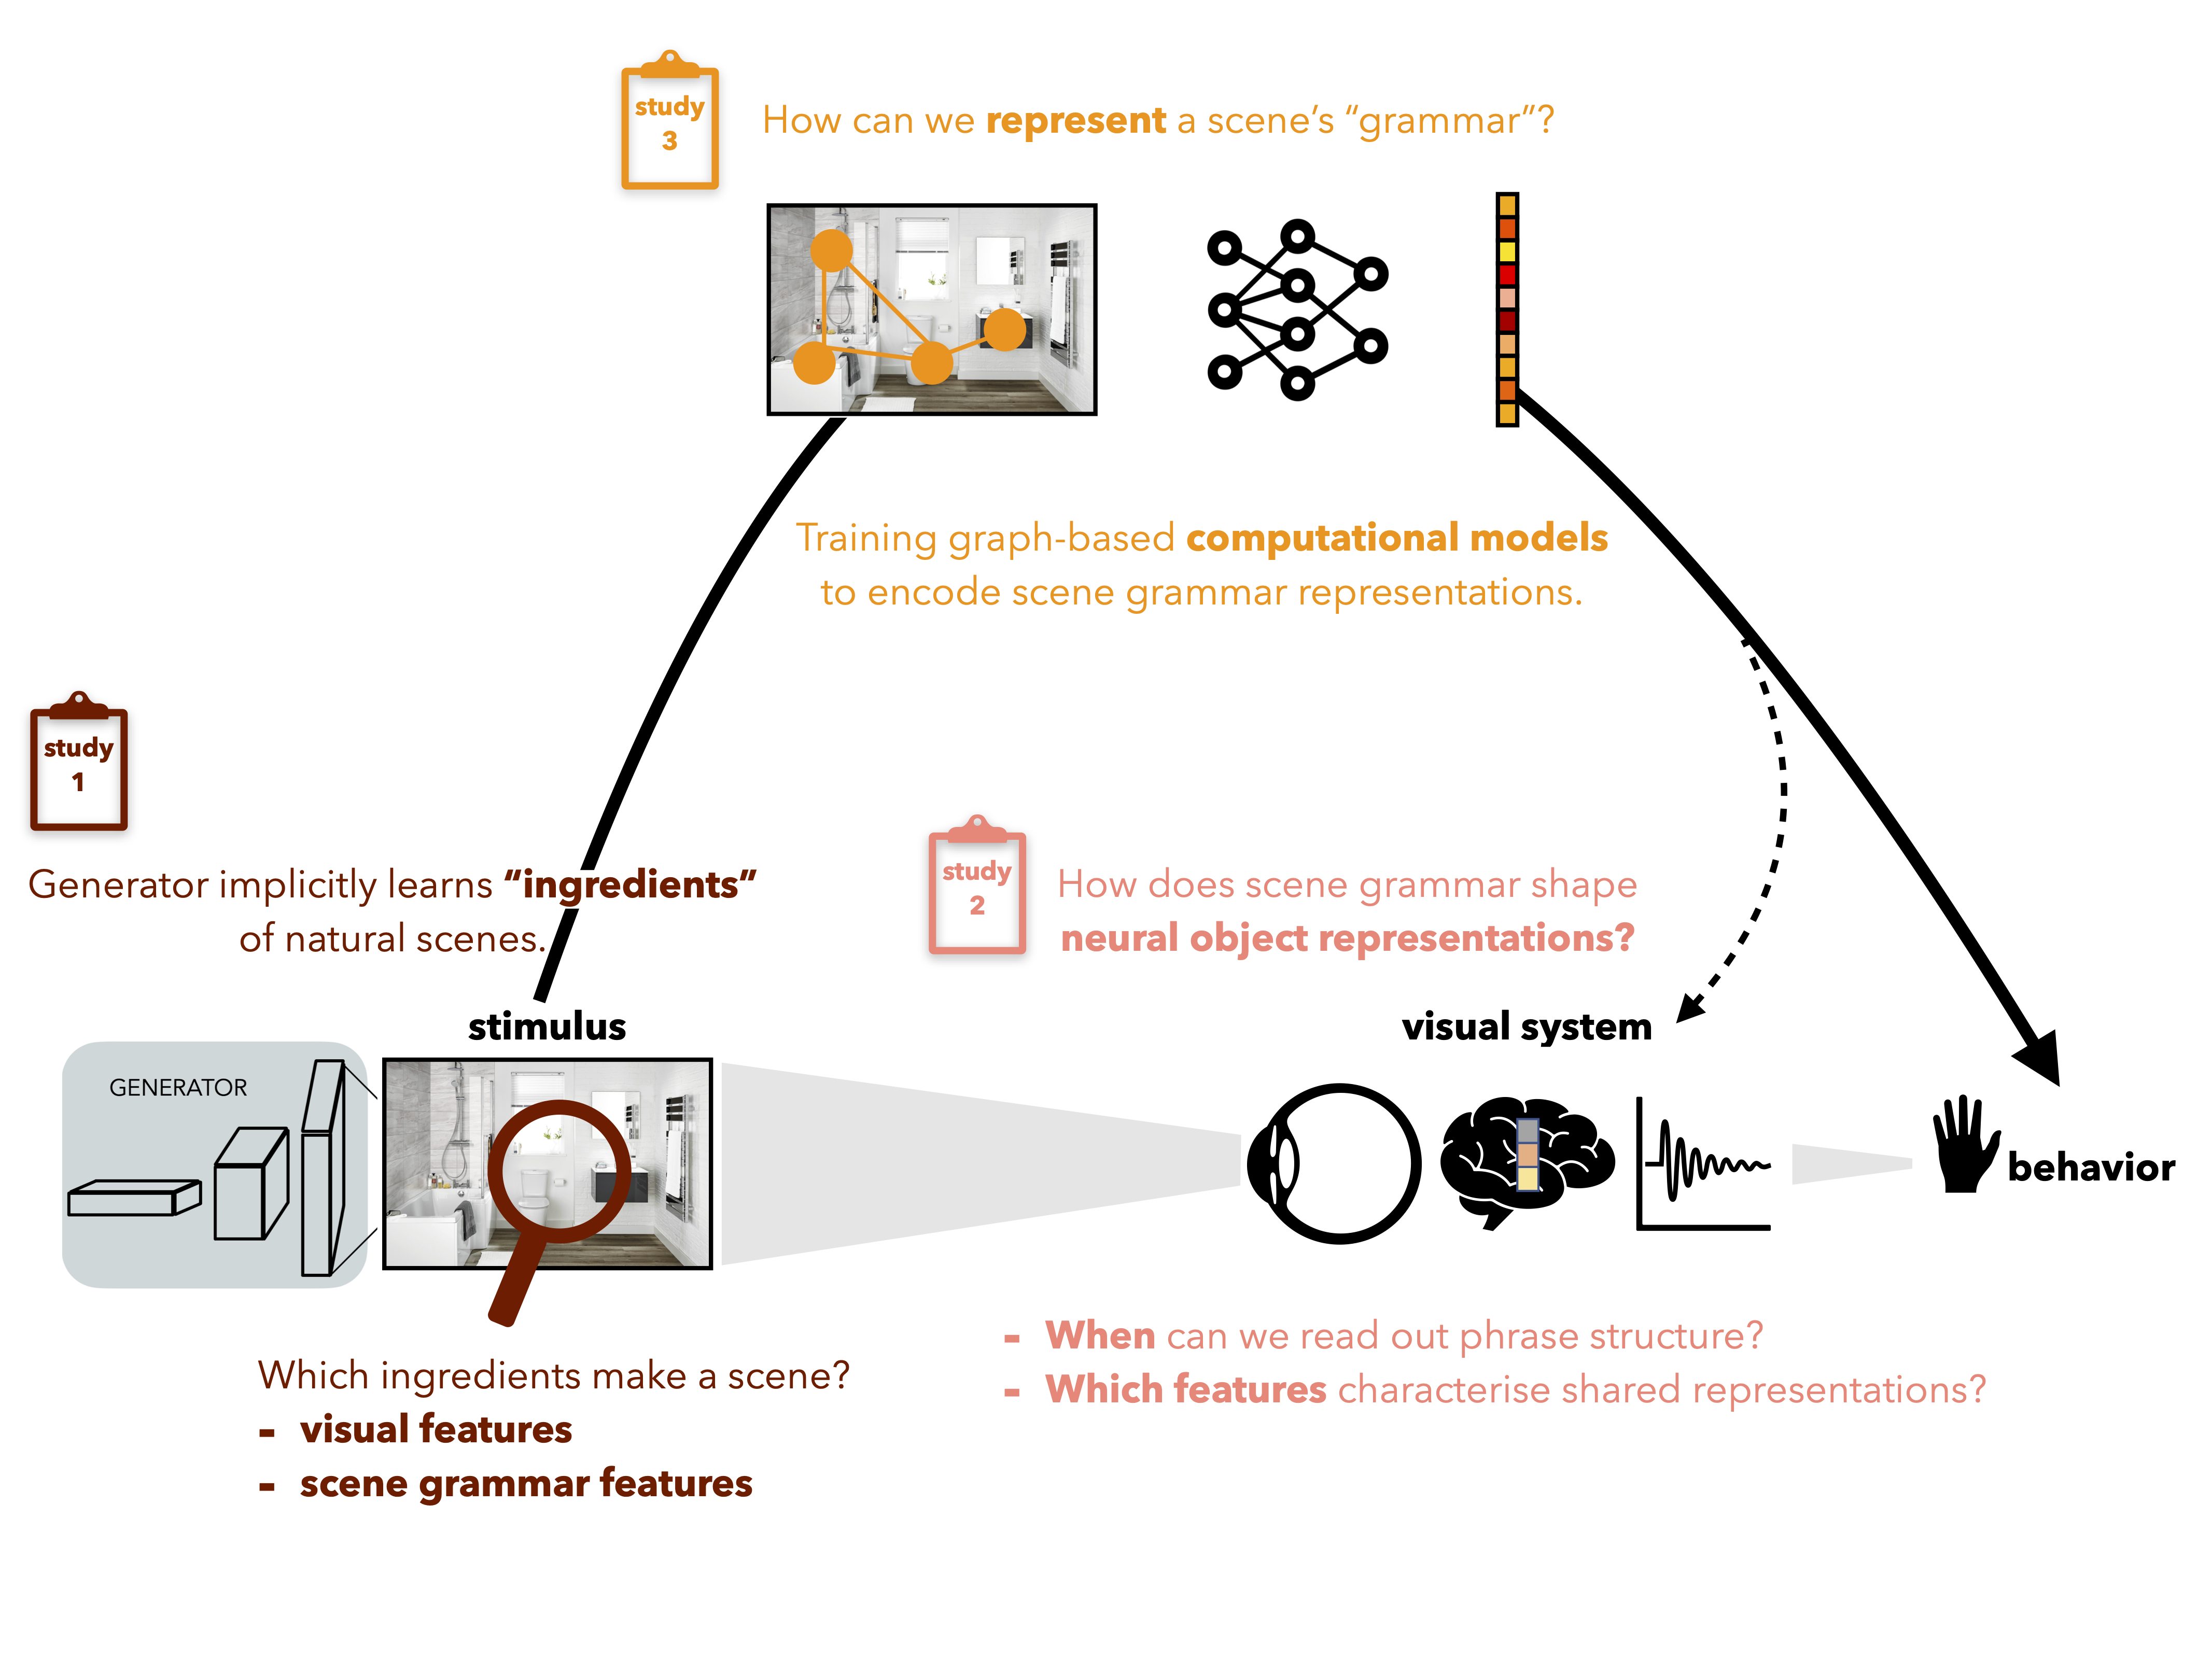 study
3
How can we represent a scene’s “grammar”?
Training graph-based computational models
to encode scene grammar representations.
study
1
Generator implicitly learns “ingredients”
of natural scenes.
study
2
How does scene grammar shape
neural object representations?
stimulus
visual system
GENERATOR
behavior
Which ingredients make a scene?
- visual features
- scene grammar features
- When can we read out phrase structure?
- Which features characterise shared representations?